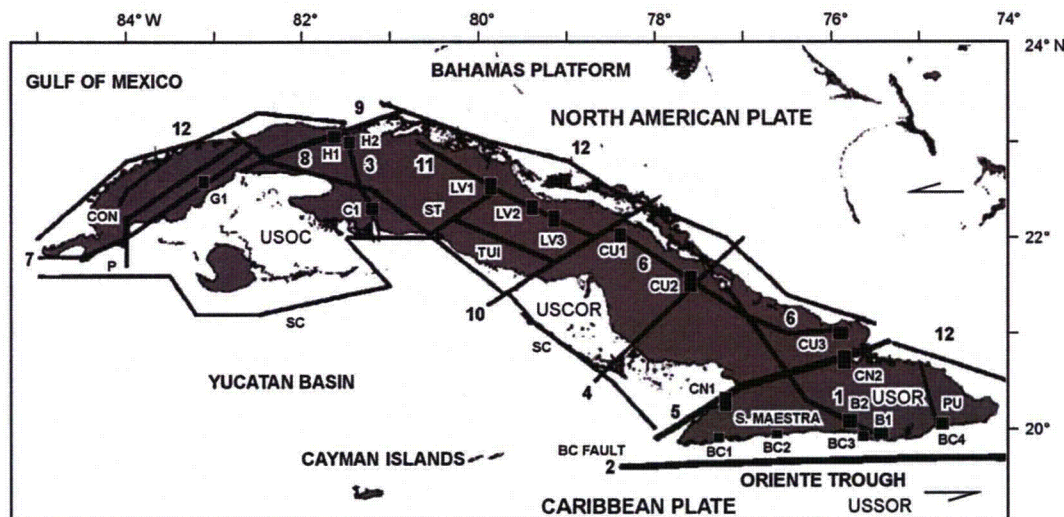 84° W 82° 80° 78° 76° 74°
24° N
GULF OF MEXICO
BAHAMAS PLATFORM
NORTH AMERICAN PLATE
12 9 12
8 H1 H2 3 11
CON G1 C1 LV1 LV2 LV3
ST TUI CU1 6
22°
USOC
7 P
CU2
10 USCOR
SC
SC
6 CU3
12
4
CN1 CN2
5
1 USOR
B2 B1
S. MAESTRA
PU
YUCATAN BASIN
BC1 BC2 BC3 BC4
20°
BC FAULT
2
CAYMAN ISLANDS
ORIENTE TROUGH
CARIBBEAN PLATE
USSOR